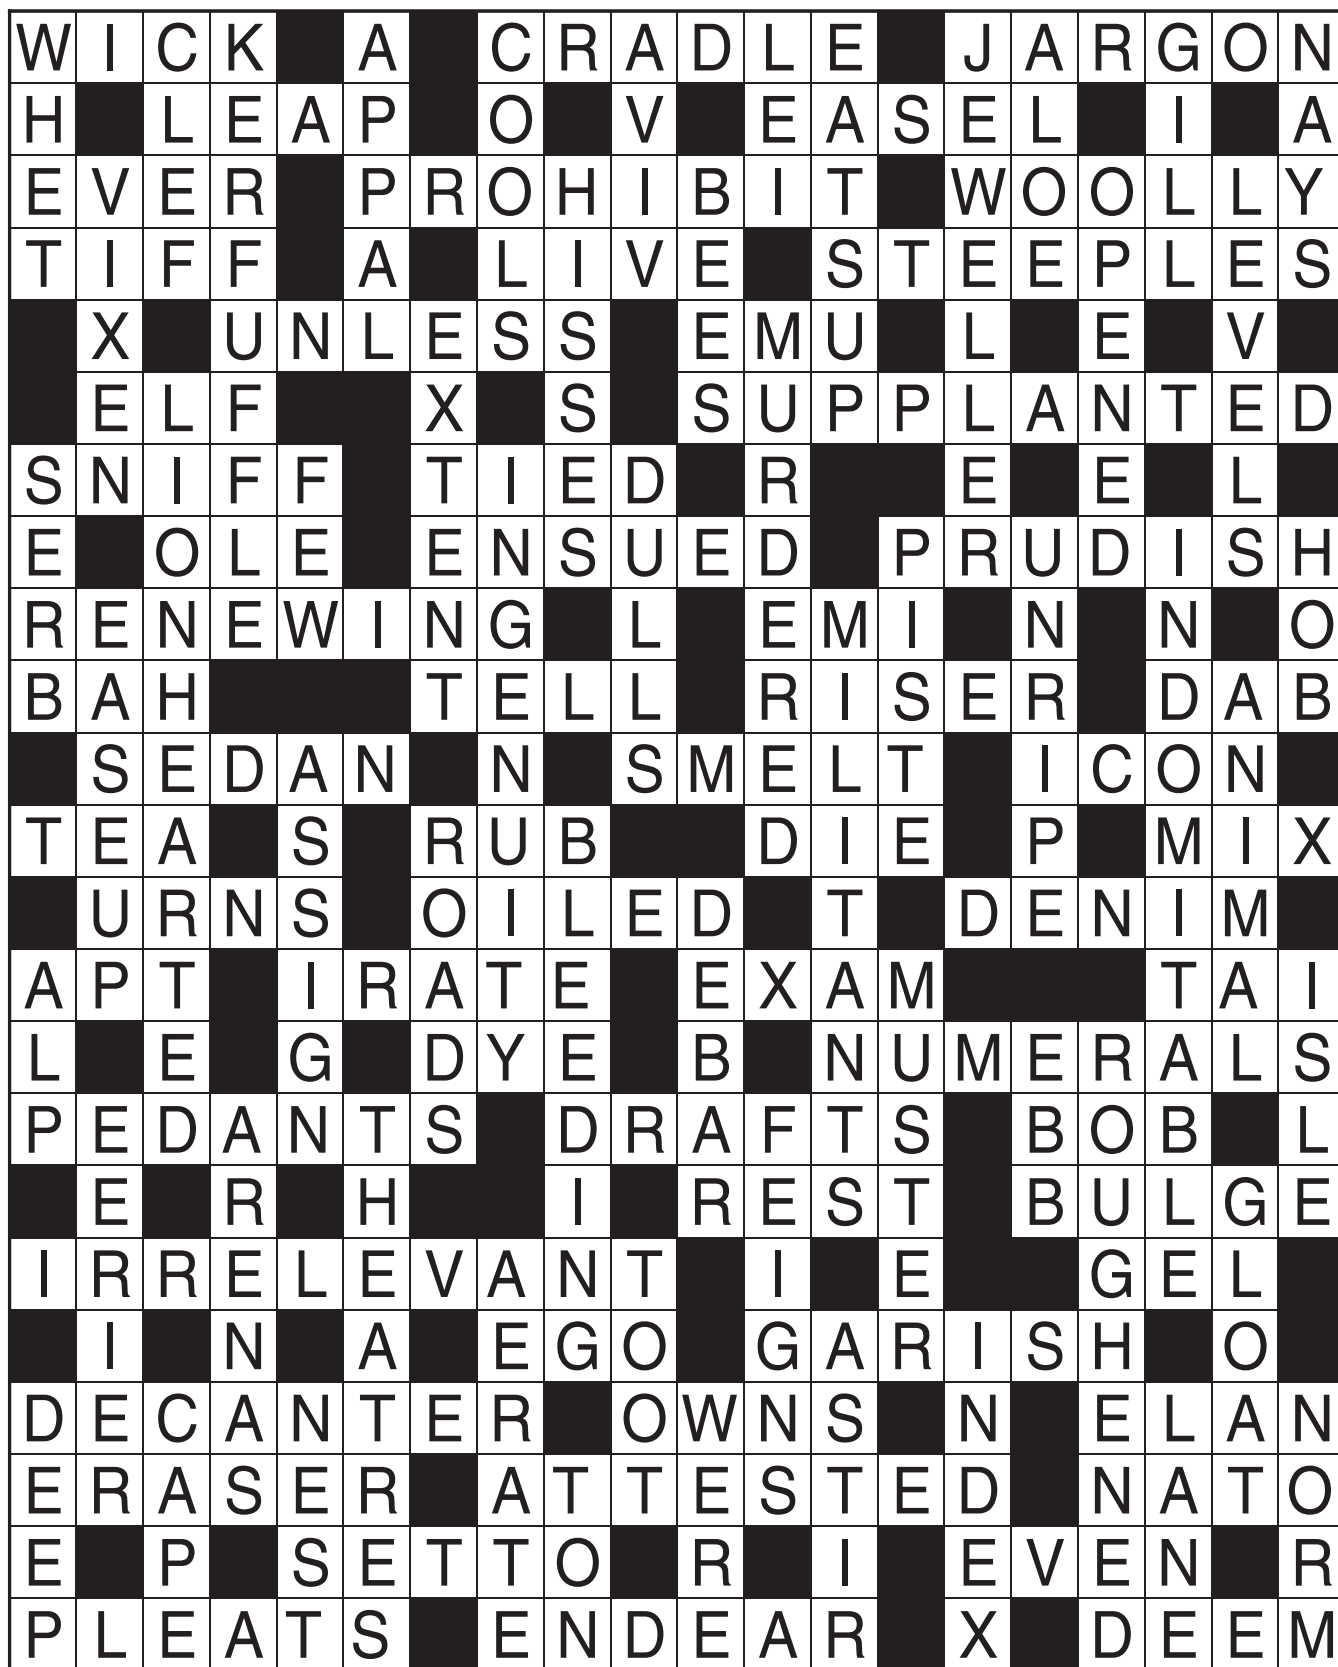 WICK A CRADLE JARGON
H LEAP O V EASEL I A
EVER PROHIBIT WOOLLY
TIFF A LIVE STEEPLES
X UNLESS EMU L E V
ELF X S SUPPLANTED
SNIFF TIED R E E L
E OLE ENSUED PRUDISH
RENEWING L EMI N N O
BAH TELL RISER DAB
SEDAN N SMELT ICON
TEA S RUB DIE P MIX
URNS OILED T DENIM
APT IRATE EXAM TAI
L E G DYE B NUMERALS
PEDANTS DRAFTS BOB L
E R H I REST BULGE
IRRELEVANT I E GEL
I N A EGO GARISH O
DECANTER OWNS N ELAN
ERASER ATTESTED NATO
E P SETTO R I EVEN R
PLEATS ENDEAR X DEEM